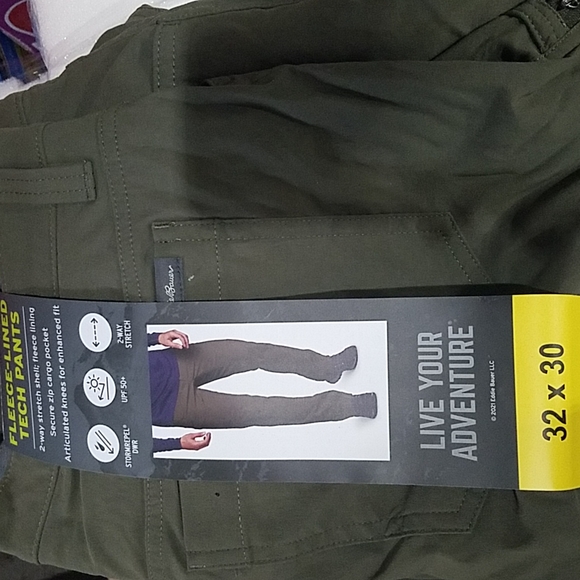 FLEECE-LINED
TECH PANTS
2-way stretch shell; fleece lining
Secure zip cargo pocket
Articulated knees for enhanced fit
STORMREPEL®
DWR
UPF 50+
2-WAY
STRETCH
LIVE YOUR
ADVENTURE®
© 2021 Eddie Bauer LLC
32 x 30